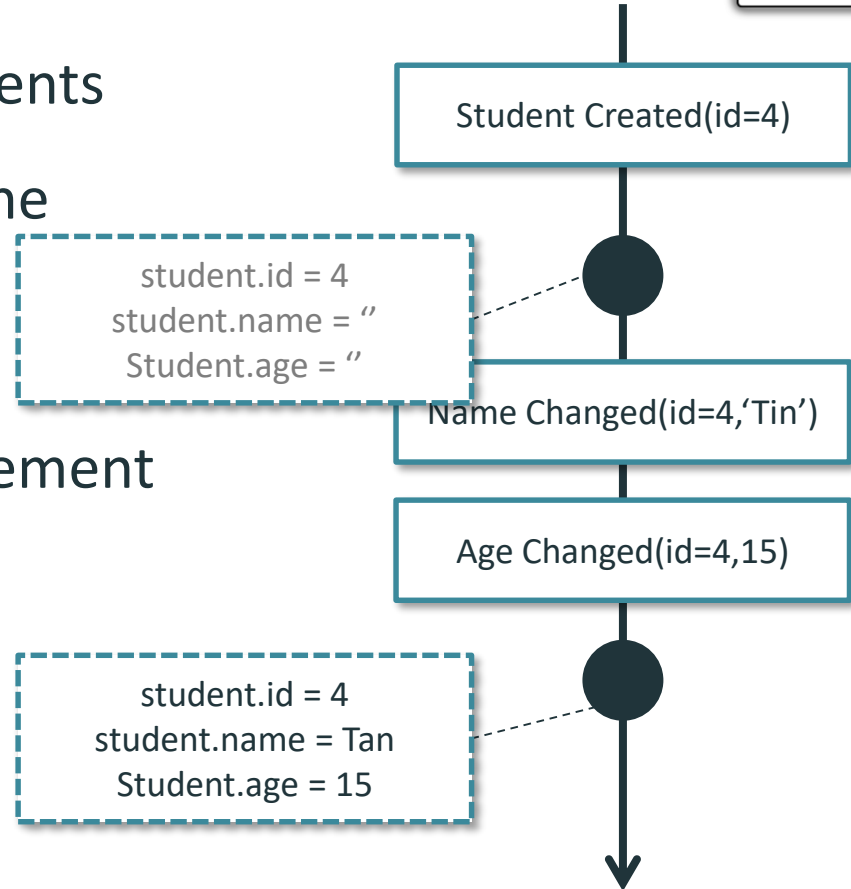 ents
Student Created(id=4)
ne
student.id = 4
student.name = ‘’
Student.age = ‘’
Name Changed(id=4,‘Tin’)
ement
Age Changed(id=4,15)
student.id = 4
student.name = Tan
Student.age = 15